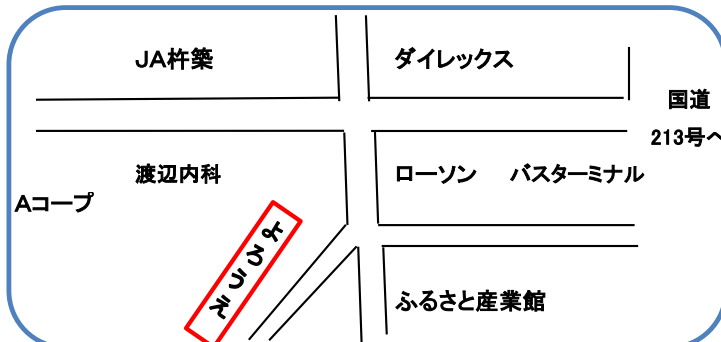 JA杵築
ダイレックス
国道
213号へ
渡辺内科
ローソン
バスターミナル
Aコープ
よろうえ
ふるさと産業館